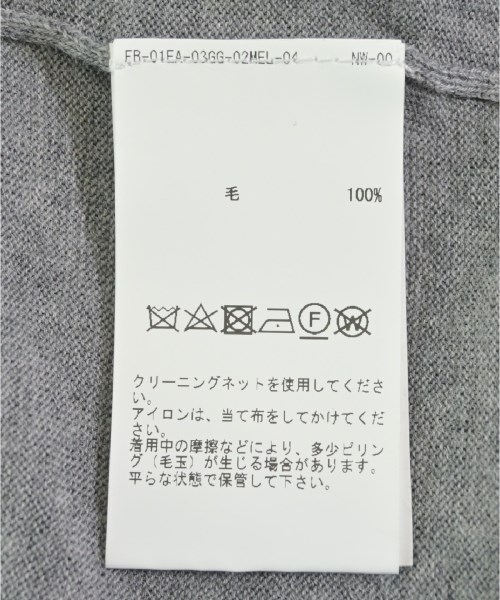 FR-01EA-03GG-02MEL-04 NW-00
毛 100%
F W
クリーニングネットを使用してくださ
い。
アイロンは、当て布をしてかけてくだ
さい。
着用中の摩擦などにより、多少ピリン
グ（毛玉）が生じる場合があります。
平らな状態で保管して下さい。